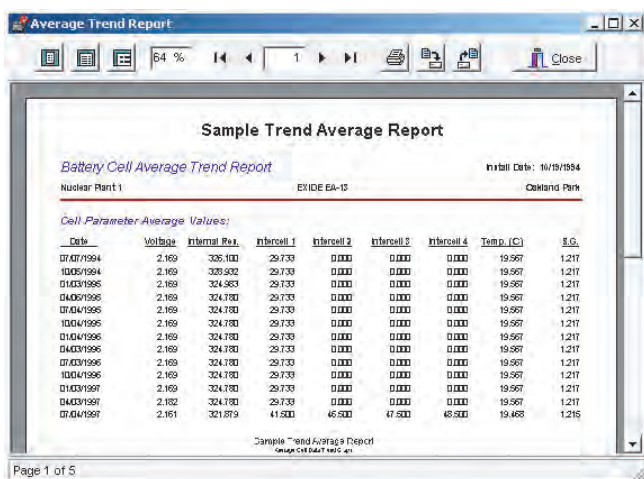 Average Trend Report
64 %
1
Close
Sample Trend Average Report
Battery Cell Average Trend Report Install Date: 10/19/1994
Nuclear Plant 1 EXIDE EA-13 Oakland Park
Cell Parameter Average Values:
Date Voltage Internal Res. Intercell 1 Intercell 2 Intercell 3 Intercell 4 Temp. (C) S.G.
07/07/1994 2.169 326.100 29.733 0.000 0.000 0.000 19.567 1.217
10/05/1994 2.169 328.932 29.733 0.000 0.000 0.000 19.567 1.217
01/03/1995 2.169 324.983 29.733 0.000 0.000 0.000 19.567 1.217
04/05/1995 2.169 324.780 29.733 0.000 0.000 0.000 19.567 1.217
07/04/1995 2.169 324.780 29.733 0.000 0.000 0.000 19.567 1.217
10/04/1995 2.169 324.780 29.733 0.000 0.000 0.000 19.567 1.217
01/04/1996 2.169 324.780 29.733 0.000 0.000 0.000 19.567 1.217
04/03/1996 2.169 324.780 29.733 0.000 0.000 0.000 19.567 1.217
07/03/1996 2.169 324.780 29.733 0.000 0.000 0.000 19.567 1.217
10/04/1996 2.169 324.780 29.733 0.000 0.000 0.000 19.567 1.217
01/03/1997 2.169 324.780 29.733 0.000 0.000 0.000 19.567 1.217
04/03/1997 2.182 324.780 29.733 0.000 0.000 0.000 19.567 1.217
07/04/1997 2.161 321.879 41.500 46.500 47.500 48.500 19.468 1.215
Sample Trend Average Report
Average Cell Data Trend Graph
Page 1 of 5